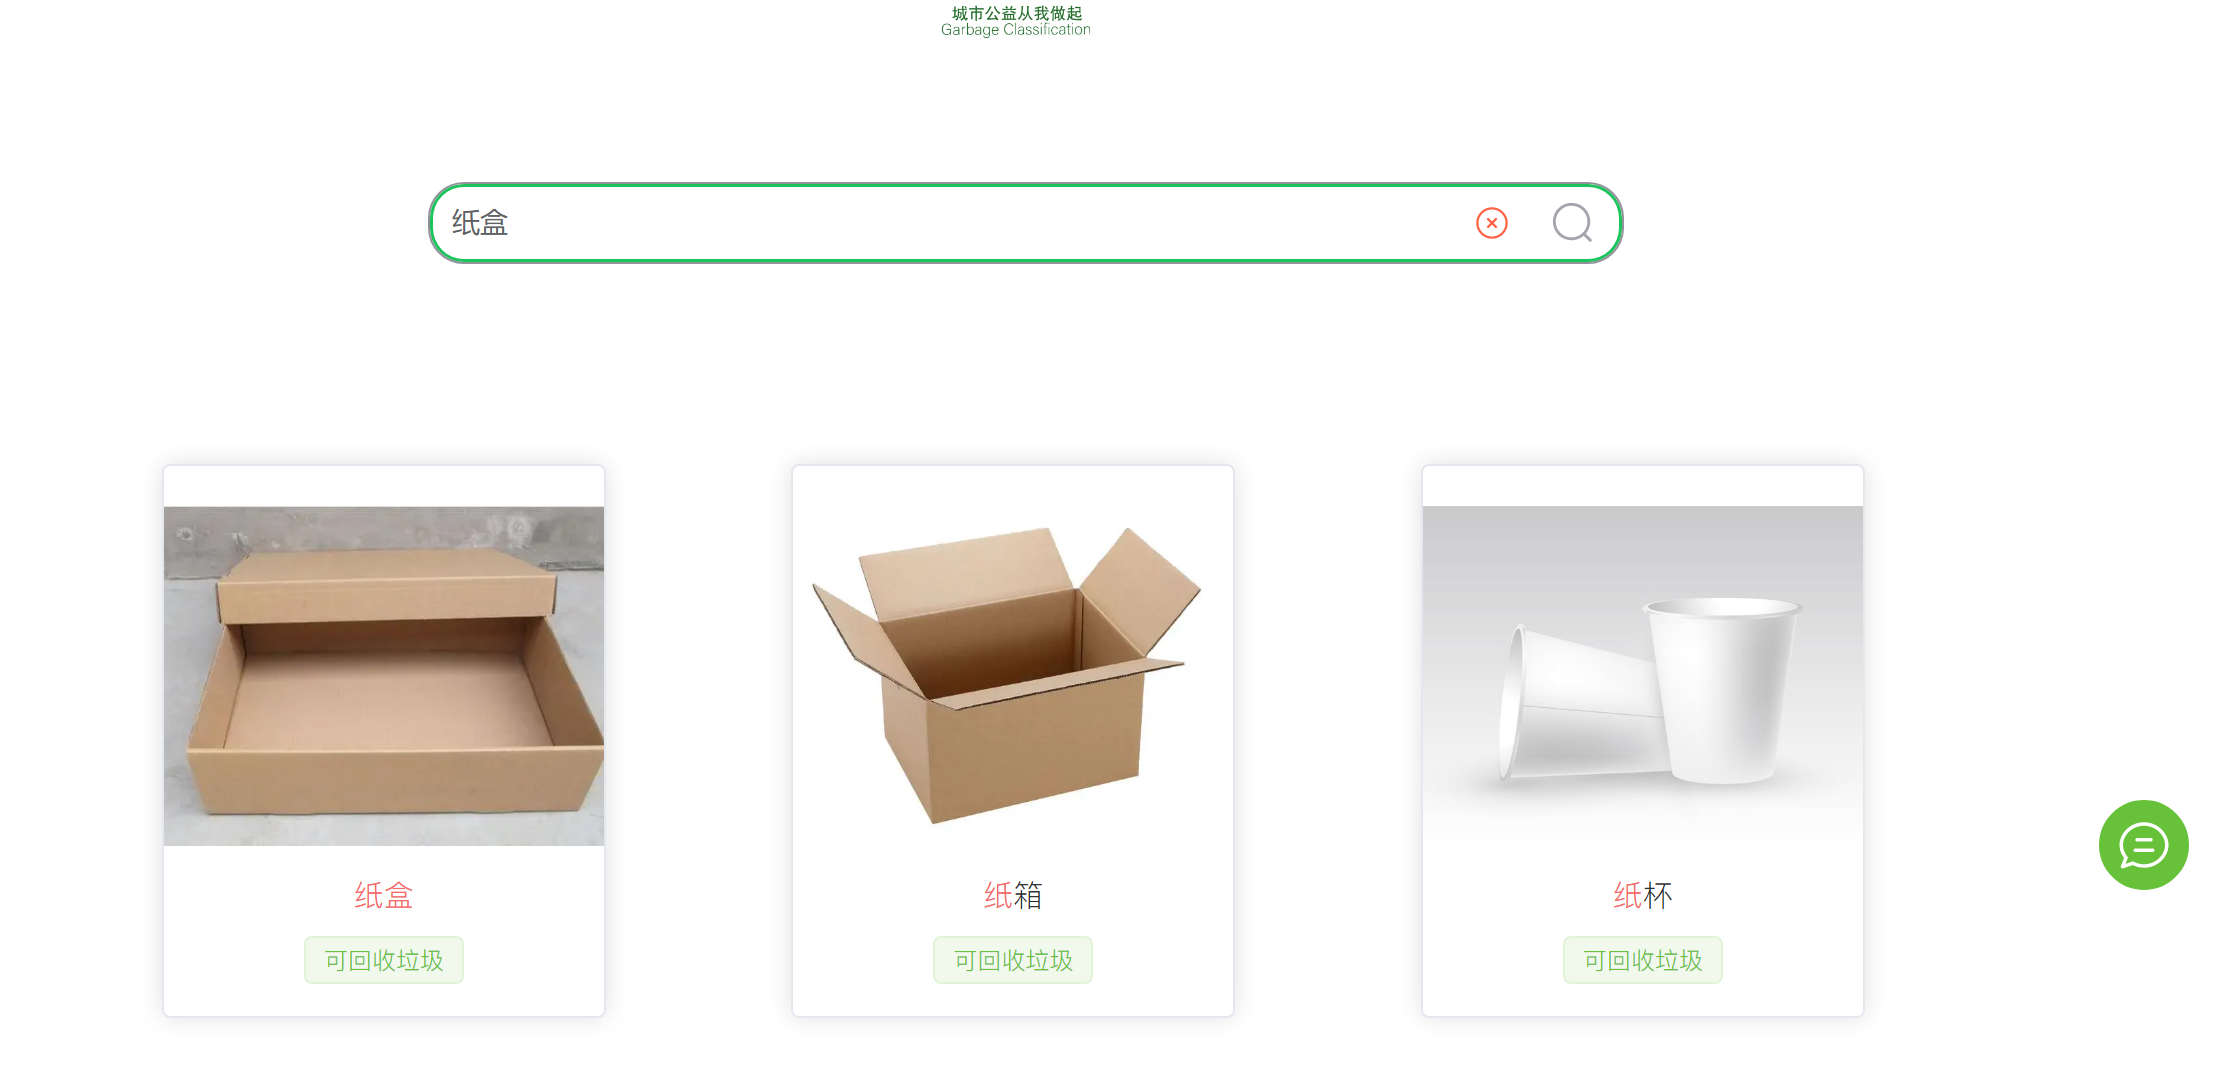 城市公益从我做起
Garbage Classification
纸盒
纸盒
可回收垃圾
纸箱
可回收垃圾
纸杯
可回收垃圾